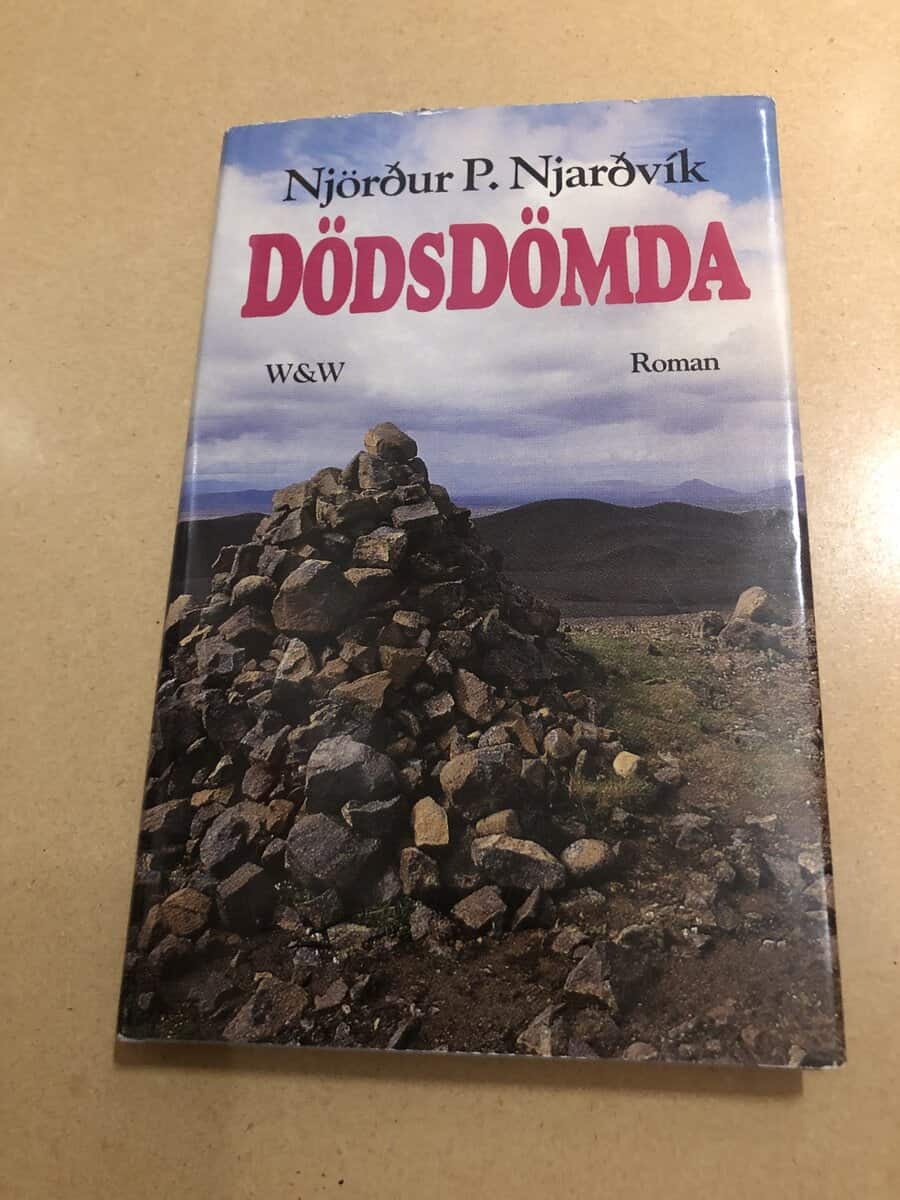 Njörður P. Njarðvík
DÖDSDÖMDA
W&W Roman